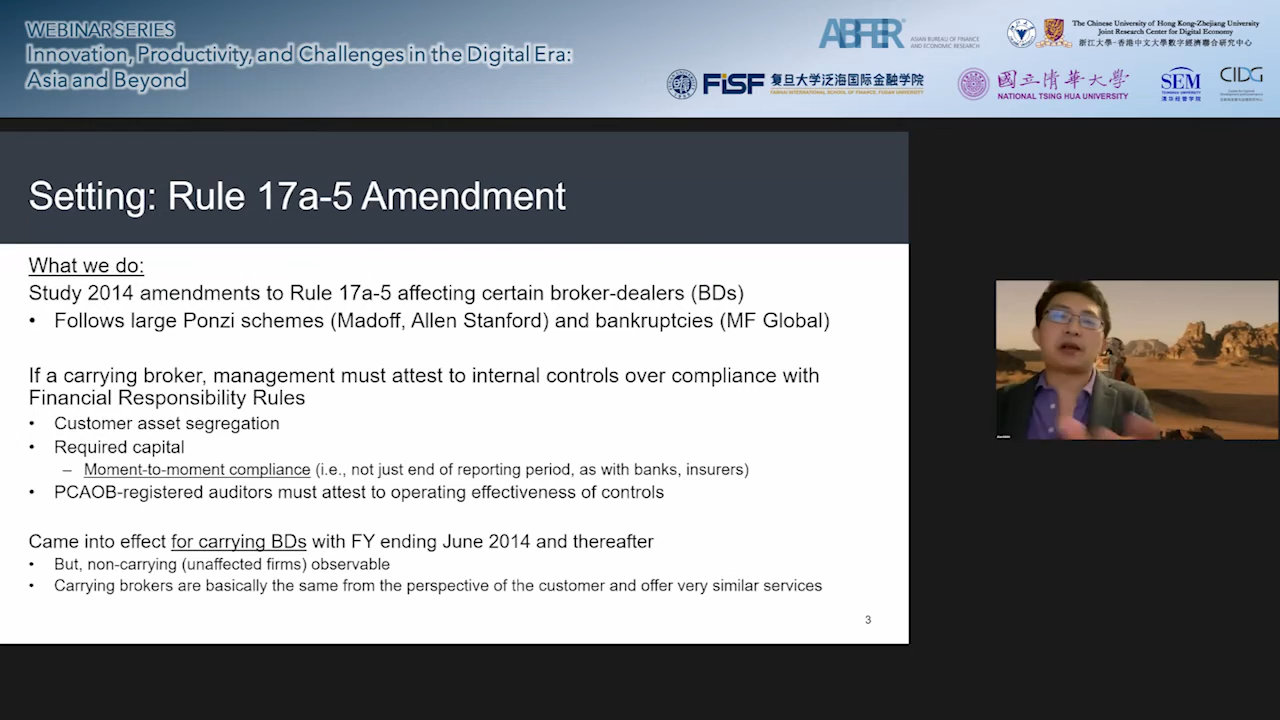 WEBINAR SERIES
Innovation, Productivity, and Challenges in the Digital Era:
Asia and Beyond
ABFER
ASIAN BUREAU OF FINANCE
AND ECONOMIC RESEARCH
The Chinese University of Hong Kong-Zhejiang University
Joint Research Center for Digital Economy
浙江大學-香港中文大學數字經濟聯合研究中心
FISF
复旦大学泛海国际金融学院
FANHAI INTERNATIONAL SCHOOL OF FINANCE, FUDAN UNIVERSITY
國立清華大學
NATIONAL TSING HUA UNIVERSITY
SEM
TSINGHUA UNIVERSITY
清华经管学院
CIDG
Setting: Rule 17a-5 Amendment
What we do:
Study 2014 amendments to Rule 17a-5 affecting certain broker-dealers (BDs)
• Follows large Ponzi schemes (Madoff, Allen Stanford) and bankruptcies (MF Global)
If a carrying broker, management must attest to internal controls over compliance with
Financial Responsibility Rules
• Customer asset segregation
• Required capital
– Moment-to-moment compliance (i.e., not just end of reporting period, as with banks, insurers)
• PCAOB-registered auditors must attest to operating effectiveness of controls
Came into effect for carrying BDs with FY ending June 2014 and thereafter
• But, non-carrying (unaffected firms) observable
• Carrying brokers are basically the same from the perspective of the customer and offer very similar services
3